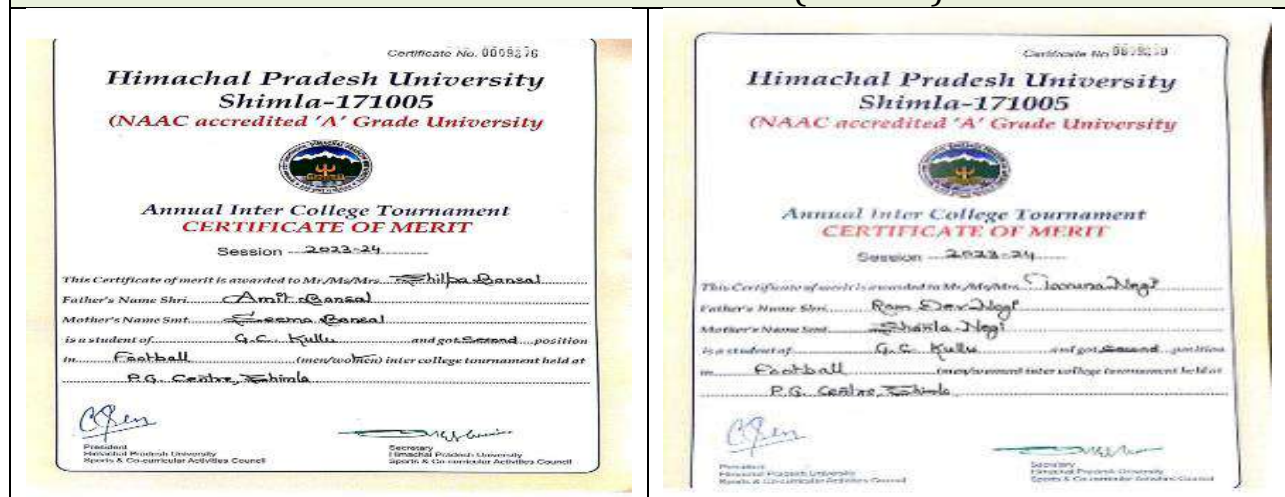 Certificate No.
Himachal Pradesh University
Shimla-171005
(NAAC accredited 'A' Grade University
Annual Inter College Tournament
CERTIFICATE OF MERIT
Session 2023-24
This Certificate of merit is awarded to Mr/Ms/Mrs. Shilpa Bansal
Father's Name Shri. Amit Bansal
Mother's Name Smt. Seema Bansal
is a student of G.C. Kullu and got Second position
in Football (men/women) inter college tournament held at
P.G. Centre, Shimla
President
Himachal Pradesh University
Sports & Co-curricular Activities Council
Secretary
Himachal Pradesh University
Sports & Co-curricular Activities Council
Certificate No
Himachal Pradesh University
Shimla-171005
(NAAC accredited 'A' Grade University
Annual Inter College Tournament
CERTIFICATE OF MERIT
Session 2023-24
This Certificate of merit is awarded to Mr/Ms/Mrs. Negi
Father's Name Shri. Ram Dev Negi
Mother's Name Smt. Negi
is a student of G.C. Kullu and got Second position
in Football (men/women) inter college tournament held at
P.G. Centre, Shimla
President
Himachal Pradesh University
Sports & Co-curricular Activities Council
Secretary
Himachal Pradesh University
Sports & Co-curricular Activities Council